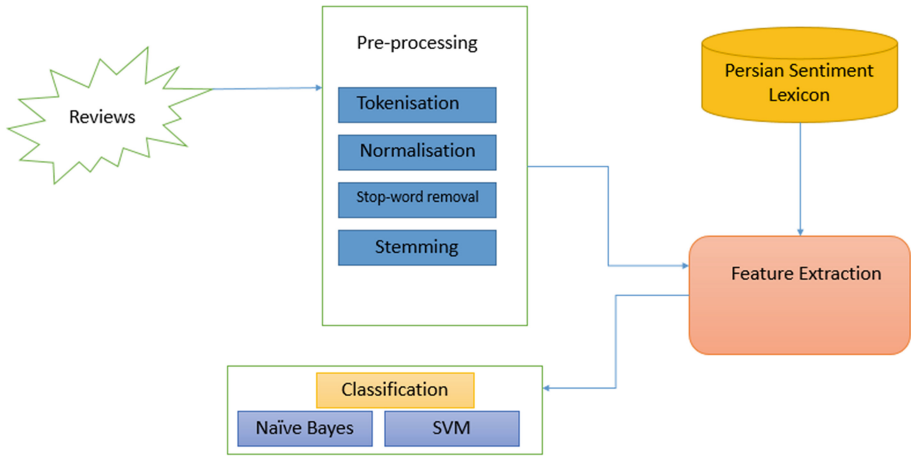 Reviews
Pre-processing
Tokenisation
Normalisation
Stop-word removal
Stemming
Persian Sentiment
Lexicon
Feature Extraction
Classification
Naïve Bayes
SVM